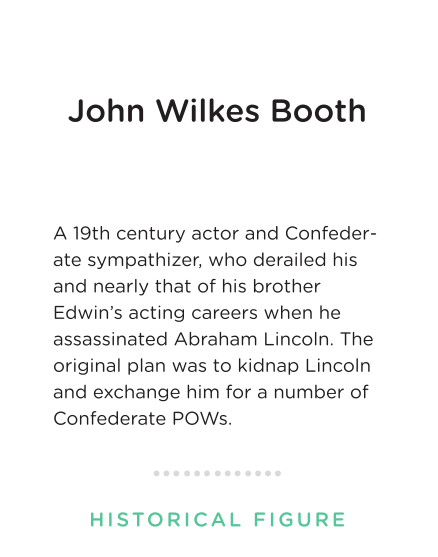 John Wilkes Booth
A 19th century actor and Confeder-
ate sympathizer, who derailed his
and nearly that of his brother
Edwin’s acting careers when he
assassinated Abraham Lincoln. The
original plan was to kidnap Lincoln
and exchange him for a number of
Confederate POWs.
HISTORICAL FIGURE